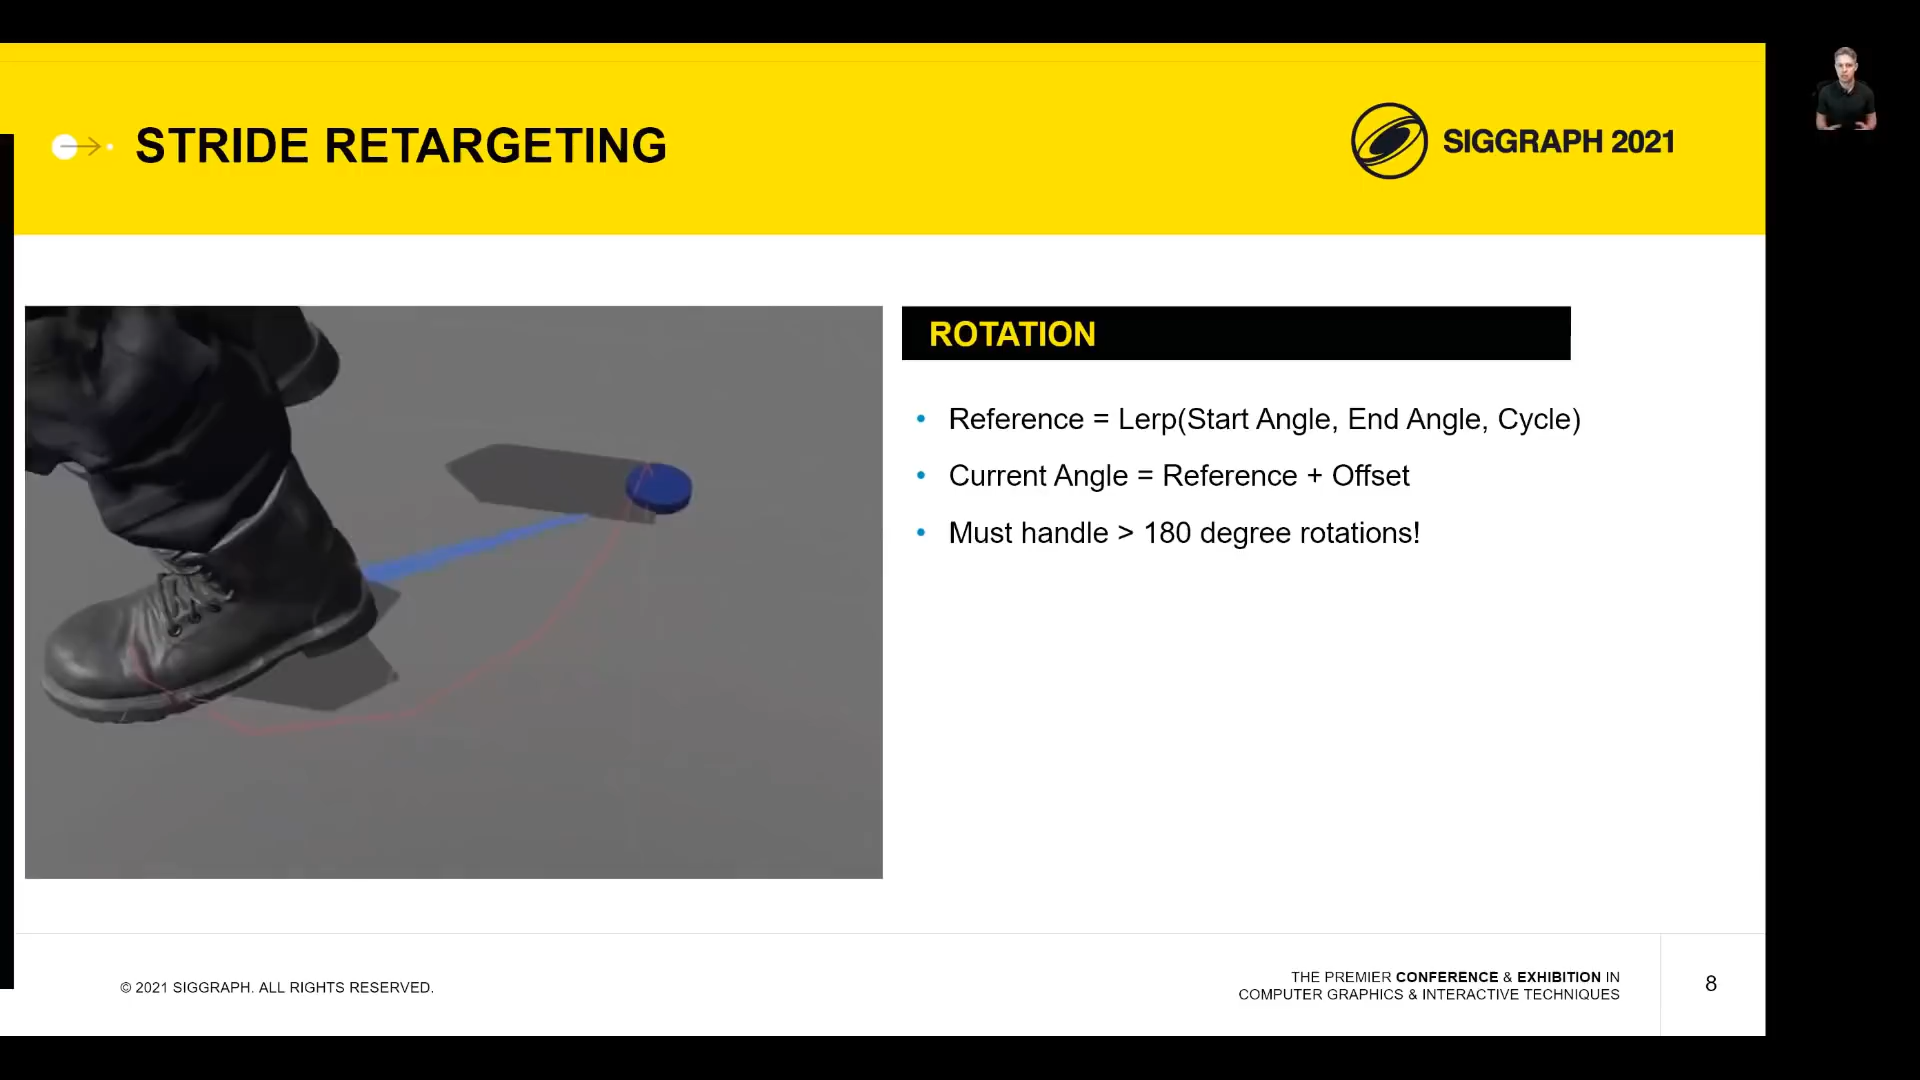 STRIDE RETARGETING
SIGGRAPH 2021
ROTATION
• Reference = Lerp(Start Angle, End Angle, Cycle)
• Current Angle = Reference + Offset
• Must handle > 180 degree rotations!
© 2021 SIGGRAPH. ALL RIGHTS RESERVED.
THE PREMIER CONFERENCE & EXHIBITION IN
COMPUTER GRAPHICS & INTERACTIVE TECHNIQUES
8